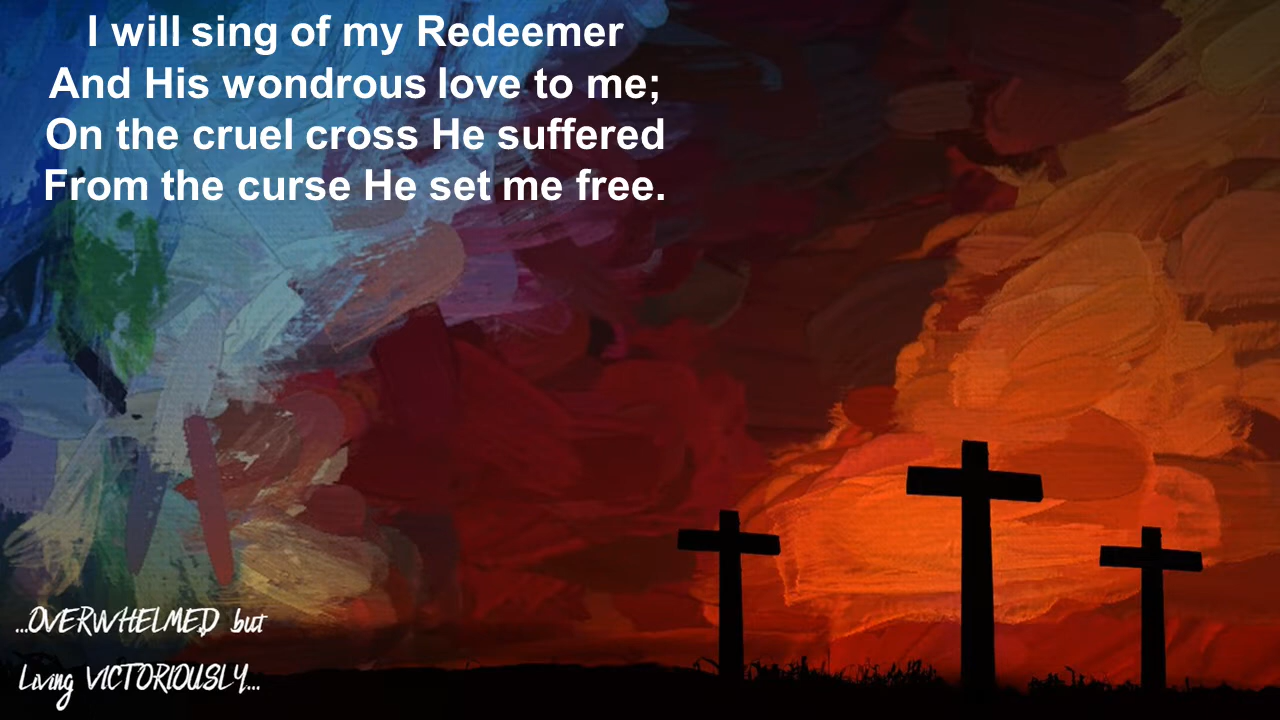 I will sing of my Redeemer
And His wondrous love to me;
On the cruel cross He suffered
From the curse He set me free.
...OVERWHELMED but
Living VICTORIOUSLY...